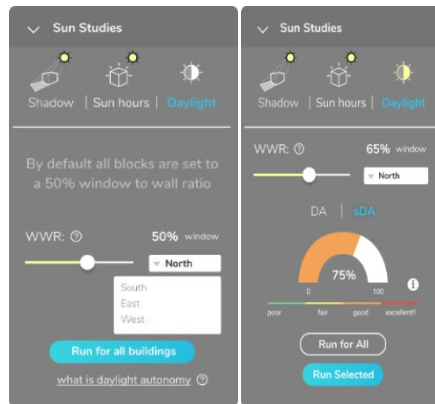 Sun Studies
Shadow | Sun hours | Daylight
By default all blocks are set to
a 50% window to wall ratio
WWR: ? 50% window
North
South
East
West
Run for all buildings
what is daylight autonomy ?
Sun Studies
Shadow | Sun hours | Daylight
WWR: ? 65% window
North
DA | sDA
75%
0 100
i
poor fair good excellent!!
Run for All
Run Selected